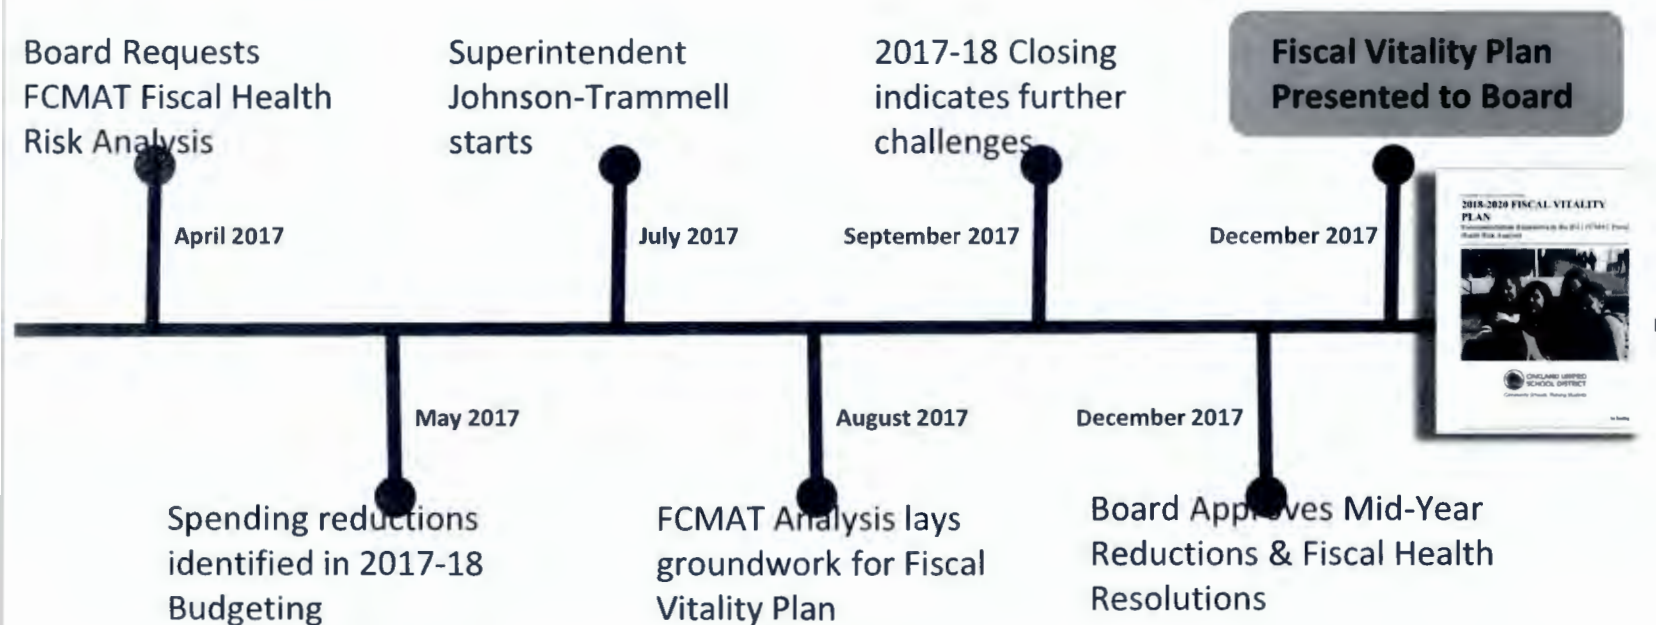 Board Requests
FCMAT Fiscal Health
Risk Analysis
Superintendent
Johnson-Trammell
starts
2017-18 Closing
indicates further
challenges
Fiscal Vitality Plan
Presented to Board
April 2017
July 2017
September 2017
December 2017
2018-2020 FISCAL VITALITY
PLAN
May 2017
August 2017
December 2017
SCHOOL DISTRICT
Spending reductions
identified in 2017-18
Budgeting
FCMAT Analysis lays
groundwork for Fiscal
Vitality Plan
Board Approves Mid-Year
Reductions & Fiscal Health
Resolutions